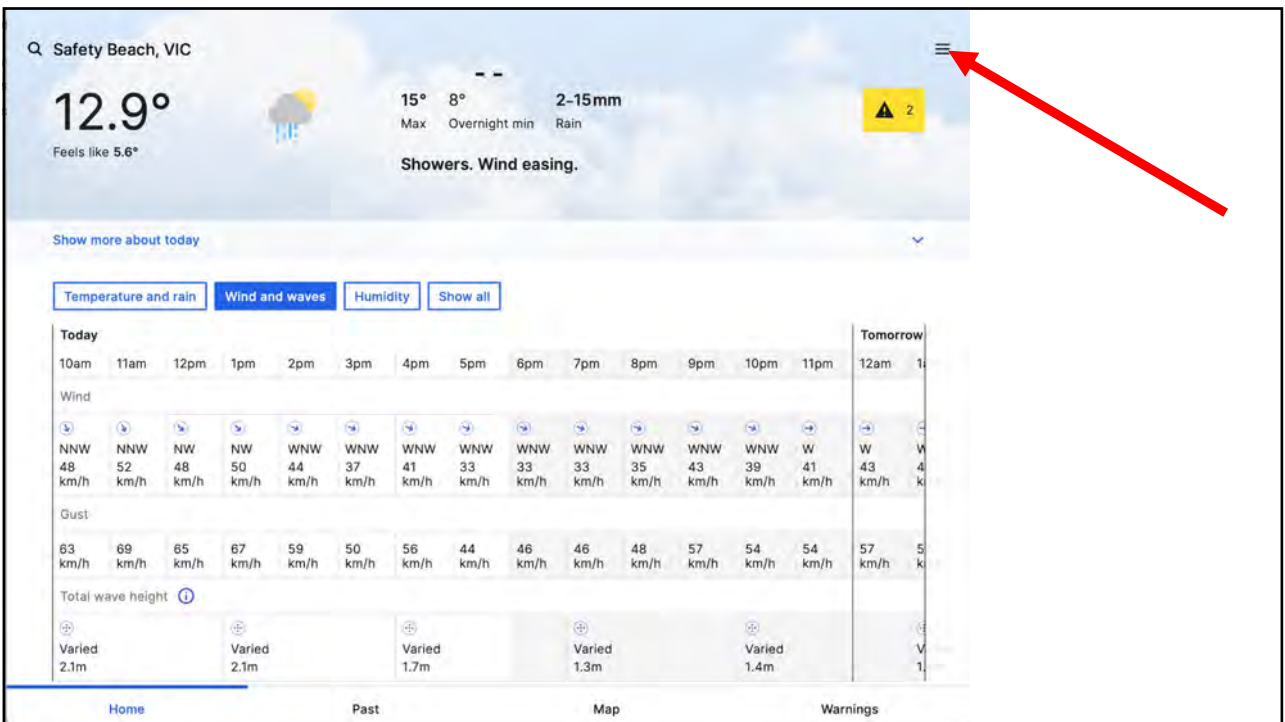 Safety Beach, VIC
--
12.9°
15° 8° 2-15mm
Max Overnight min Rain
2
Feels like 5.6°
Showers. Wind easing.
Show more about today
Temperature and rain Wind and waves Humidity Show all
Today Tomorrow
10am 11am 12pm 1pm 2pm 3pm 4pm 5pm 6pm 7pm 8pm 9pm 10pm 11pm 12am
Wind
NNW NNW NW NW WNW WNW WNW WNW WNW WNW WNW WNW WNW W W
48 52 48 50 44 37 41 33 33 33 35 43 39 41 43
km/h km/h km/h km/h km/h km/h km/h km/h km/h km/h km/h km/h km/h km/h km/h
Gust
63 69 65 67 59 50 56 44 46 46 48 57 54 54 57
km/h km/h km/h km/h km/h km/h km/h km/h km/h km/h km/h km/h km/h km/h km/h
Total wave height
Varied Varied Varied Varied Varied
2.1m 2.1m 1.7m 1.3m 1.4m
Home Past Map Warnings